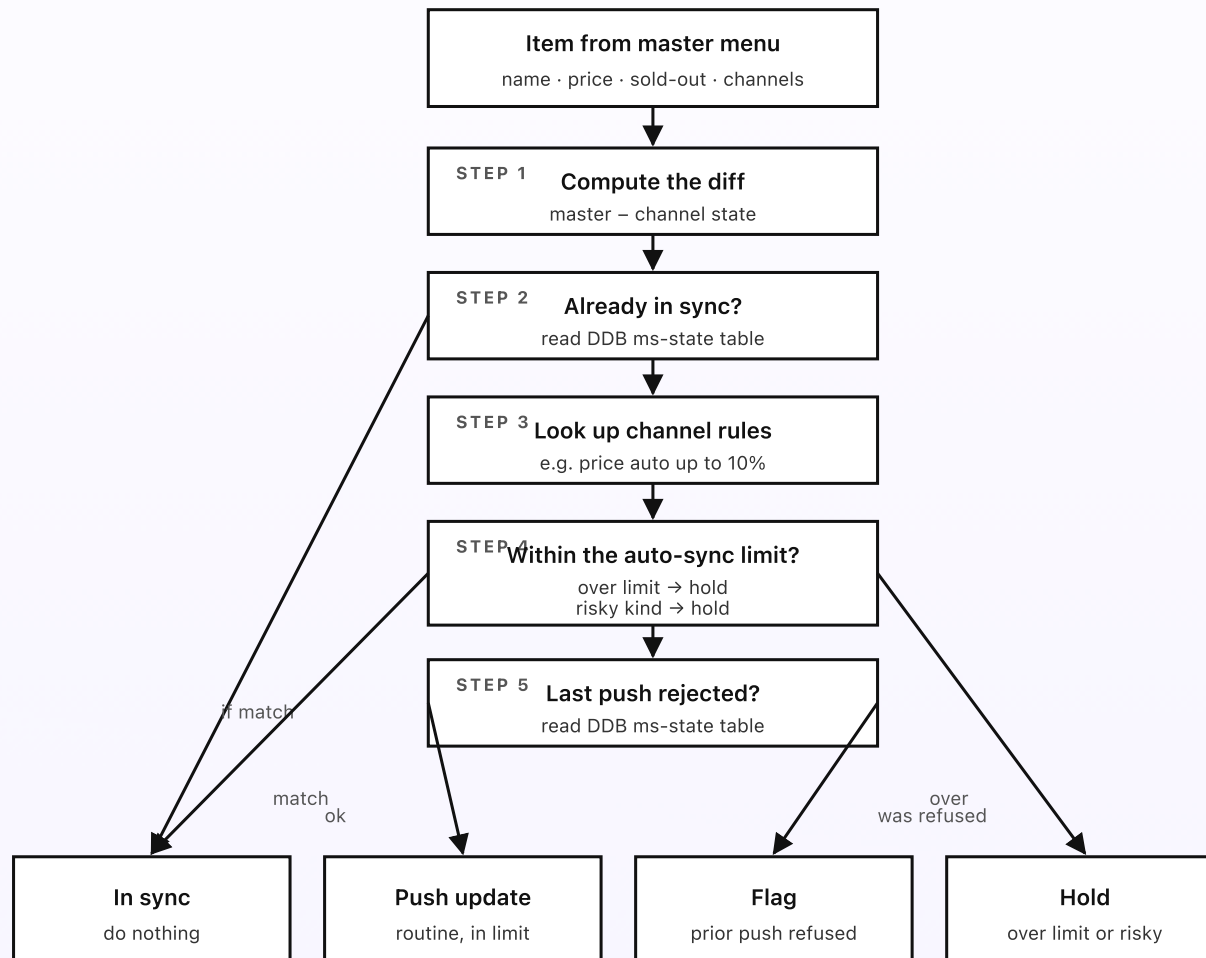 Item from master menu
name · price · sold-out · channels
STEP 1
Compute the diff
master – channel state
STEP 2
Already in sync?
read DDB ms-state table
STEP 3
Look up channel rules
e.g. price auto up to 10%
STEP 4
Within the auto-sync limit?
over limit → hold
risky kind → hold
STEP 5
Last push rejected?
read DDB ms-state table
if match
match
ok
over
was refused
In sync
do nothing
Push update
routine, in limit
Flag
prior push refused
Hold
over limit or risky